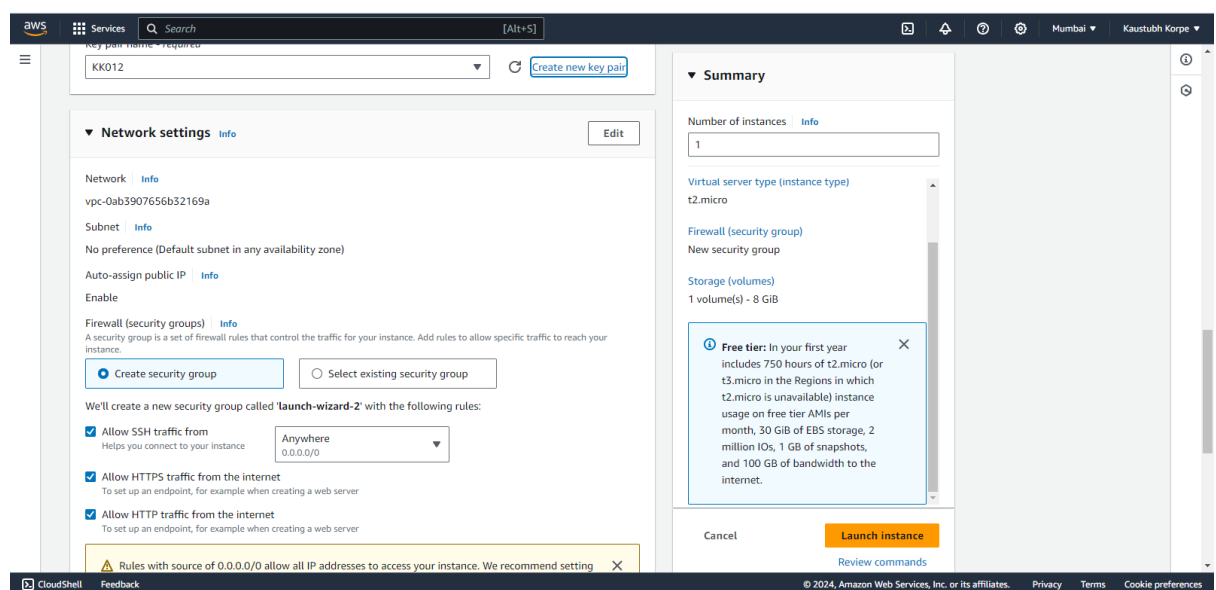 aws
Services
Search [Alt+S]
Mumbai
Kaustubh Korpe
Key pair name - required
KK012
Create new key pair
Network settings Info
Edit
Network Info
vpc-0ab3907656b32169a
Subnet Info
No preference (Default subnet in any availability zone)
Auto-assign public IP Info
Enable
Firewall (security groups) Info
A security group is a set of firewall rules that control the traffic for your instance. Add rules to allow specific traffic to reach your
instance.
Create security group
Select existing security group
We'll create a new security group called 'launch-wizard-2' with the following rules:
Allow SSH traffic from
Helps you connect to your instance
Anywhere
0.0.0.0/0
Allow HTTPS traffic from the internet
To set up an endpoint, for example when creating a web server
Allow HTTP traffic from the internet
To set up an endpoint, for example when creating a web server
Rules with source of 0.0.0.0/0 allow all IP addresses to access your instance. We recommend setting
Summary
Number of instances Info
1
Virtual server type (instance type)
t2.micro
Firewall (security group)
New security group
Storage (volumes)
1 volume(s) - 8 GiB
Free tier: In your first year
includes 750 hours of t2.micro (or
t3.micro in the Regions in which
t2.micro is unavailable) instance
usage on free tier AMIs per
month, 30 GiB of EBS storage, 2
million IOs, 1 GB of snapshots,
and 100 GB of bandwidth to the
internet.
Cancel
Launch instance
Review commands
CloudShell
Feedback
© 2024, Amazon Web Services, Inc. or its affiliates.
Privacy
Terms
Cookie preferences